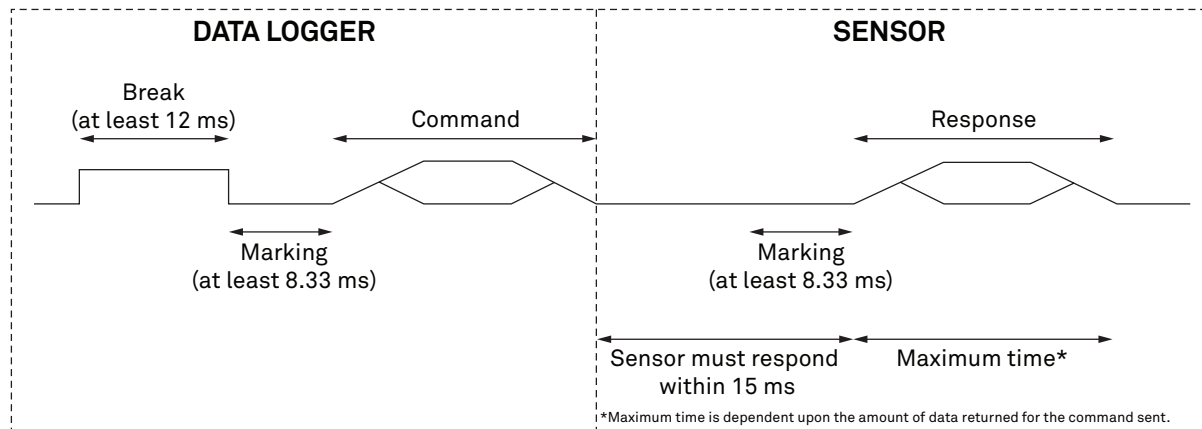 DATA LOGGER
SENSOR
Break
(at least 12 ms)
Command
Response
Marking
(at least 8.33 ms)
Marking
(at least 8.33 ms)
Sensor must respond
within 15 ms
Maximum time*
*Maximum time is dependent upon the amount of data returned for the command sent.